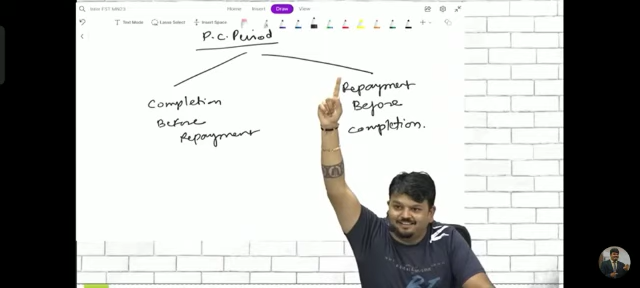 Home
Insert
Draw
View
Text Mode
Lasso Select
Insert Space
P.C. Period
Completion
Before
Repayment
Repayment
Before
Completion.